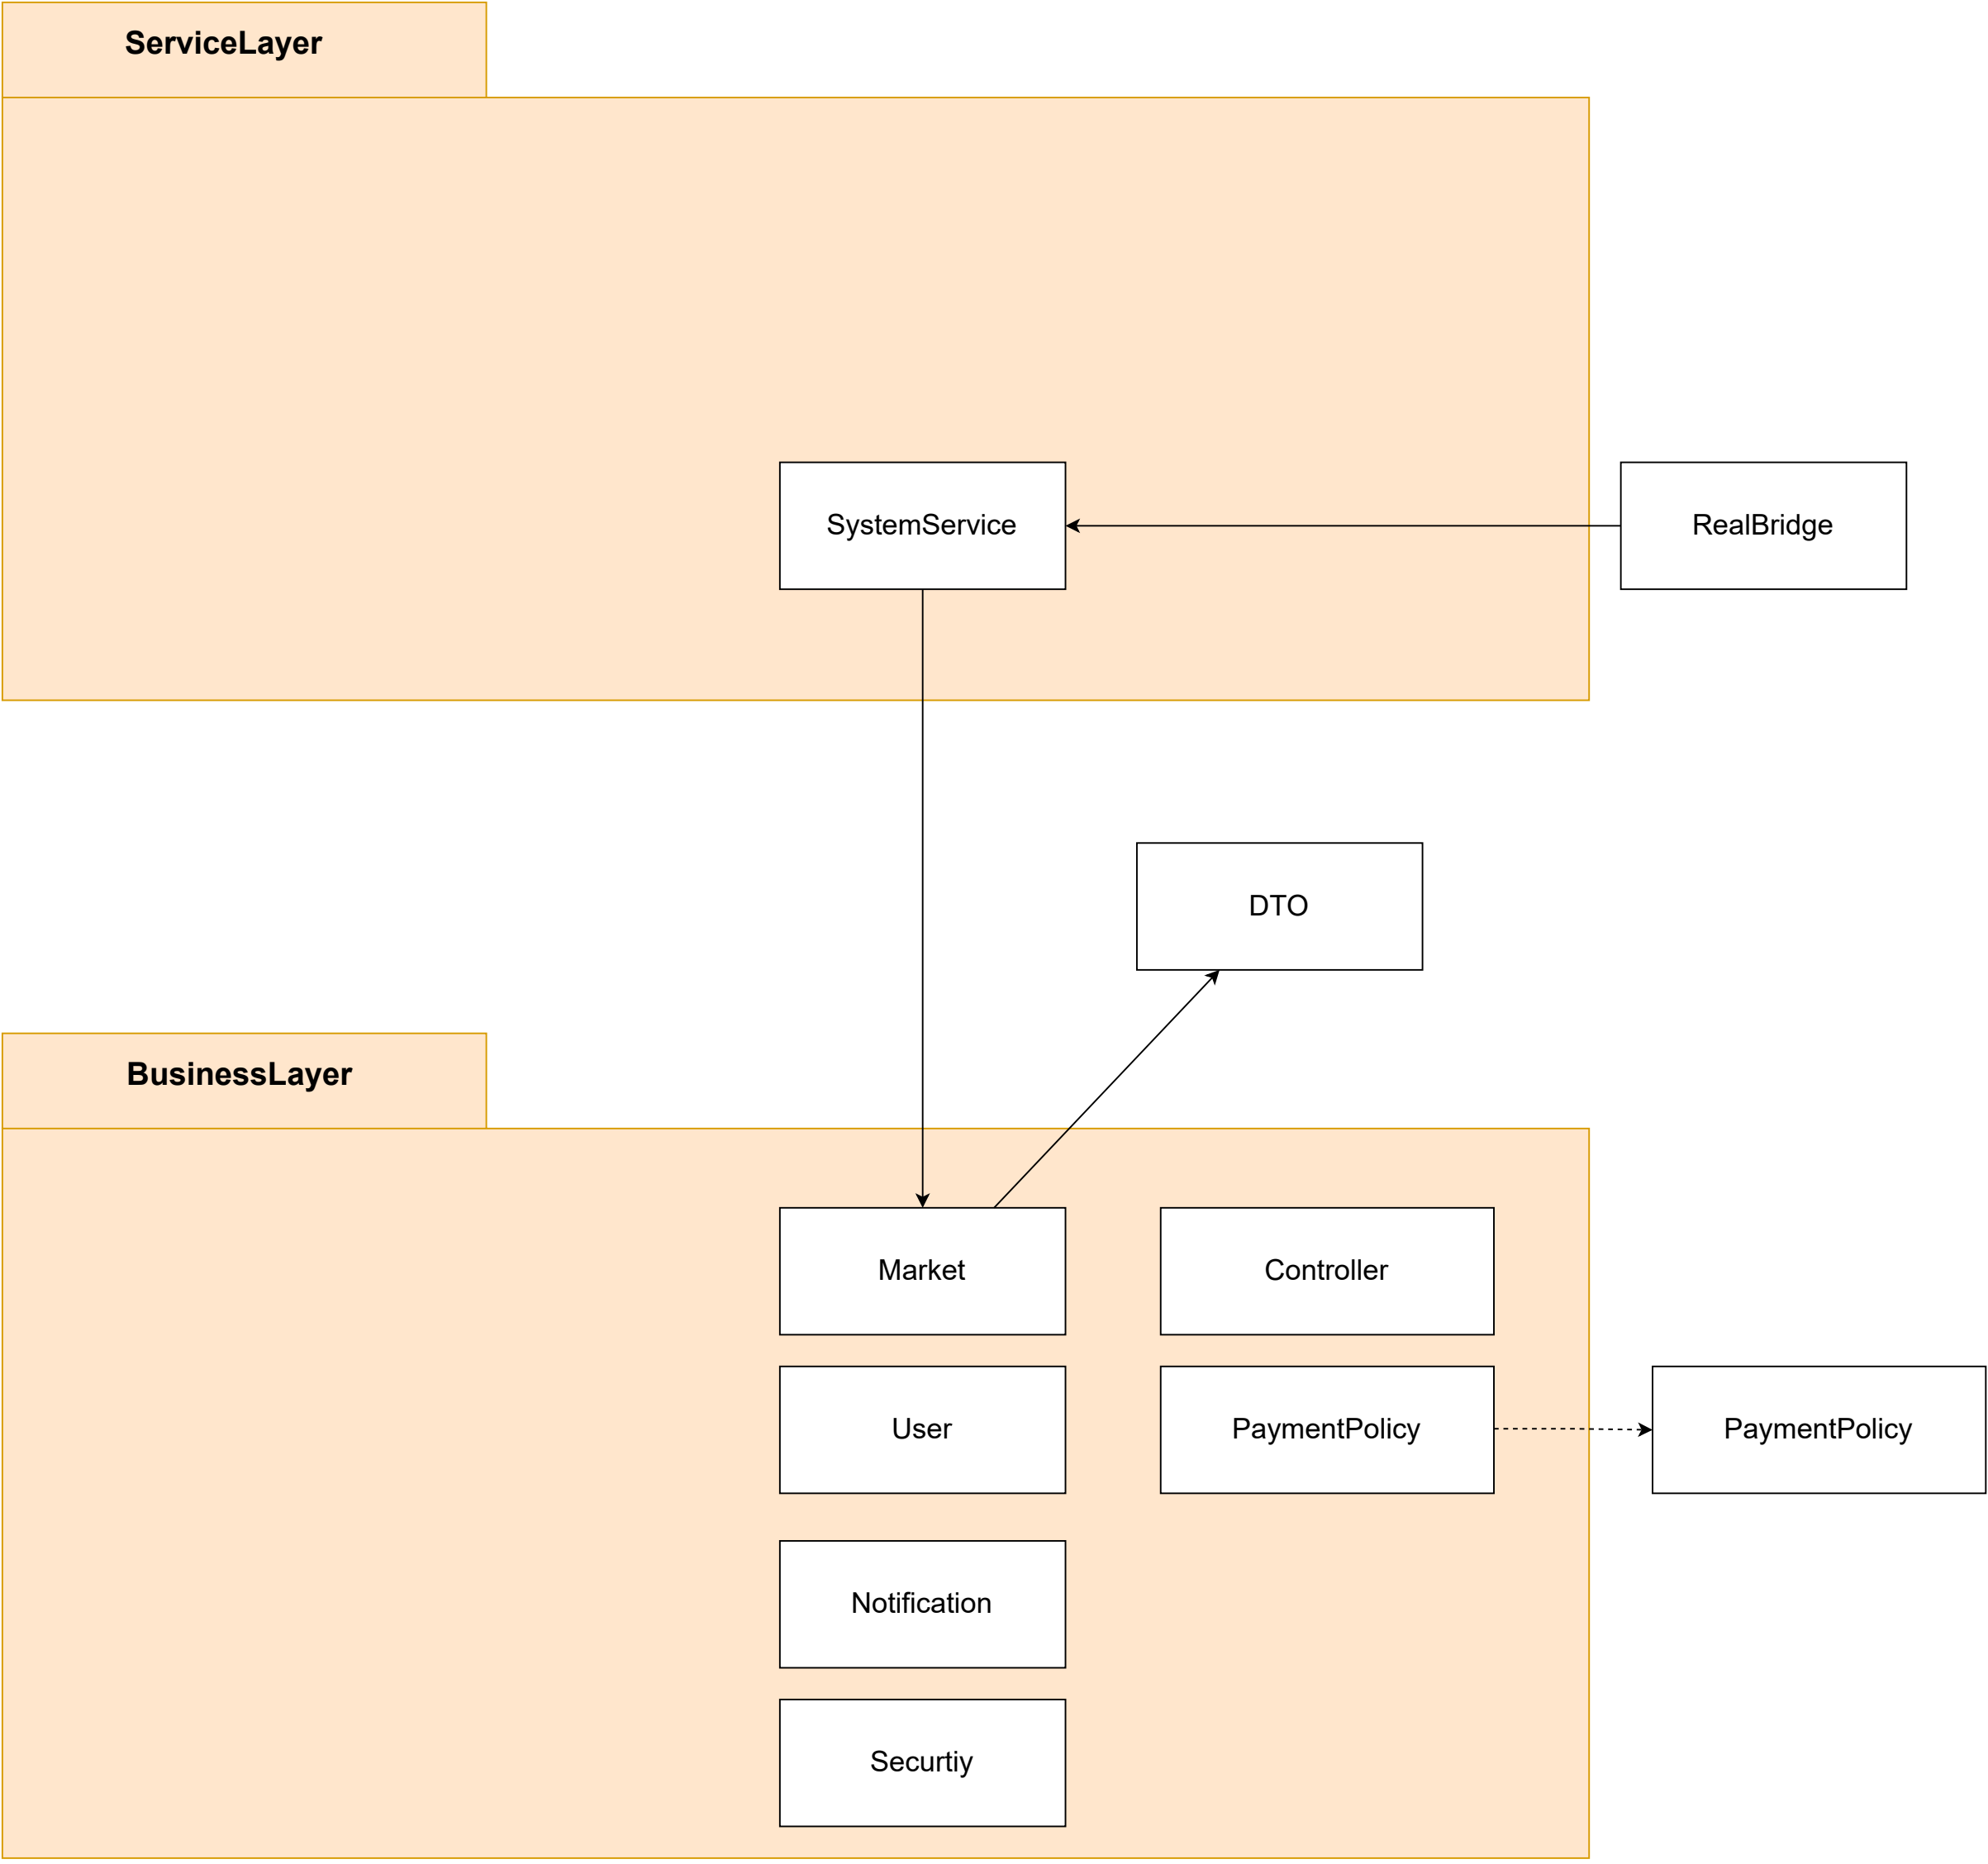 ServiceLayer
SystemService
RealBridge
DTO
BusinessLayer
Market
Controller
User
PaymentPolicy
PaymentPolicy
Notification
Securtiy